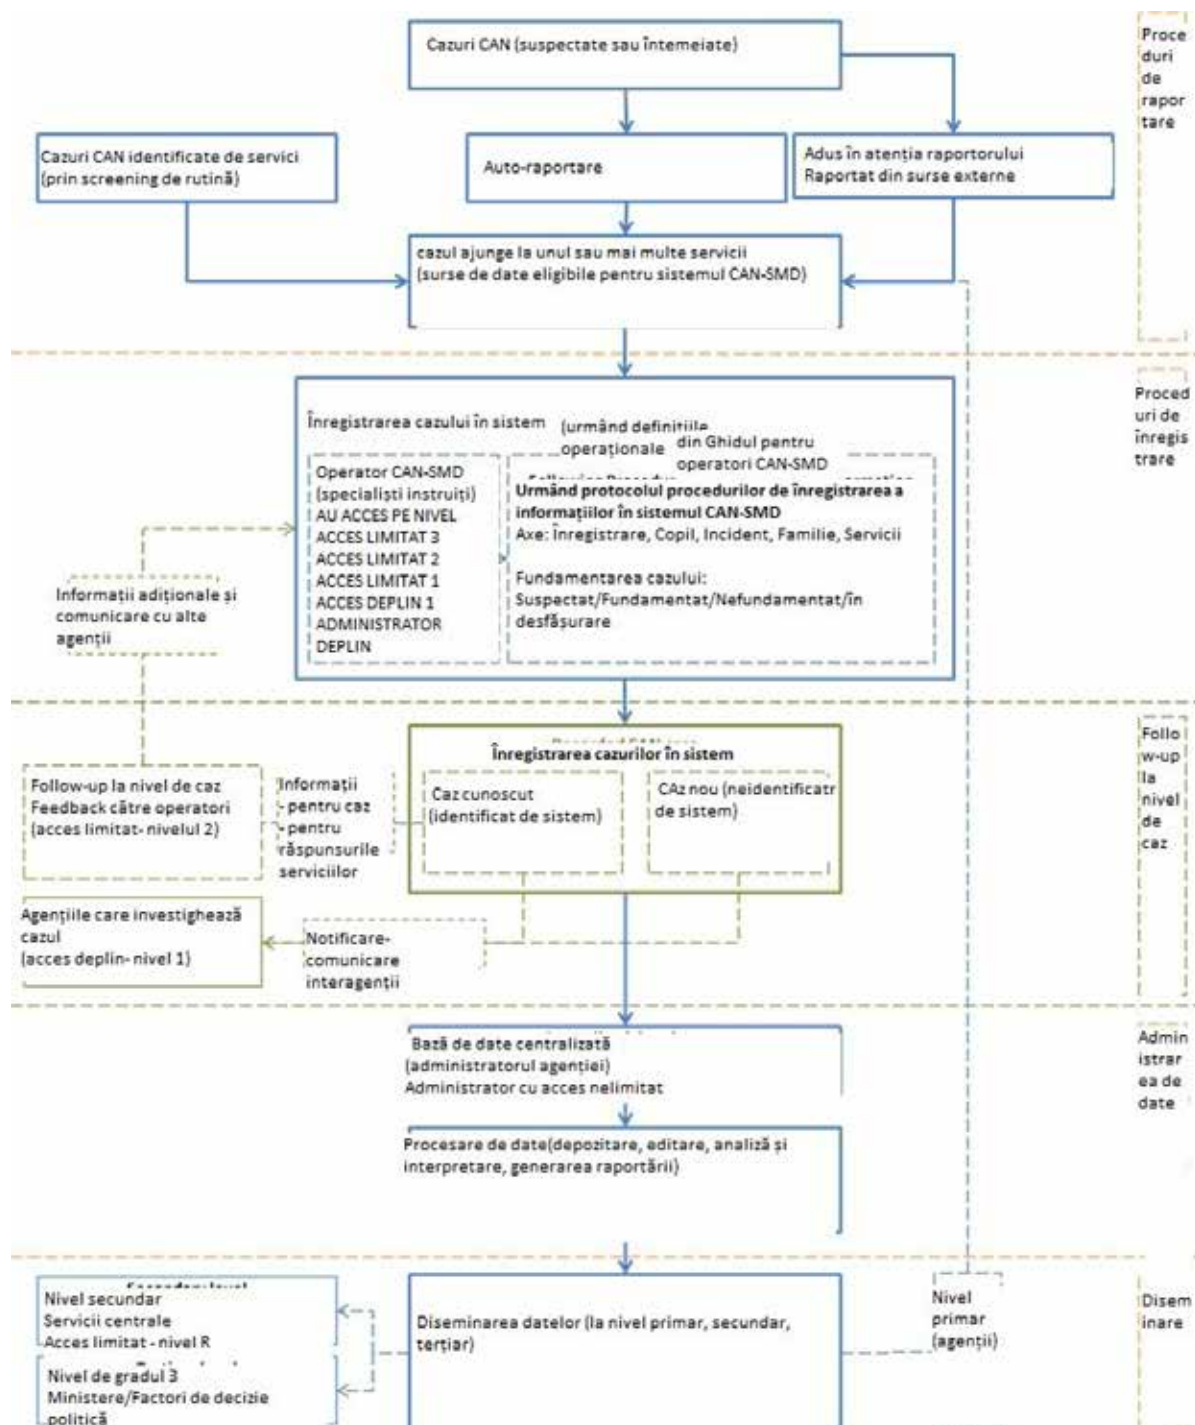 Cazuri CAN (suspectate sau întemeiate)
Proce
duri
de
rapor
tare
Cazuri CAN identificate de servici
(prin screening de rutină)
Auto-raportare
Adus în atenția raportorului
Raportat din surse externe
cazul ajunge la unul sau mai multe servicii
(surse de date eligibile pentru sistemul CAN-SMD)
Proced
uri de
înregis
trare
Înregistrarea cazului în sistem
(urmând definițiile
operaționale
din Ghidul pentru
operatori CAN-SMD
Operator CAN-SMD
(specialiști instruiți)
AU ACCES PE NIVEL
ACCES LIMITAT 3
ACCES LIMITAT 2
ACCES LIMITAT 1
ACCES DEPLIN 1
ADMINISTRATOR
DEPLIN
Urmând protocolul procedurilor de înregistrarea a
informațiilor în sistemul CAN-SMD
Axe: Înregistrare, Copil, Incident, Familie, Servicii
Fundamentarea cazului:
Suspectat/Fundamentat/Nefundamentat/în
desfășurare
Informații adiționale și
comunicare cu alte
agenții
Follo
w-up
la
nivel
de
caz
Înregistrarea cazurilor în sistem
Caz cunoscut
(identificat de sistem)
CAz nou (neidentificatr
de sistem)
Follow-up la nivel de caz
Feedback către operatori
(acces limitat- nivelul 2)
Informații
- pentru caz
- pentru
răspunsurile
serviciilor
Agențiile care investighează
cazul
(acces deplin- nivel 1)
Notificare-
comunicare
interagenții
Admin
istrar
ea de
date
Bază de date centralizată
(administratorul agenției)
Administrator cu acces nelimitat
Procesare de date(depozitare, editare, analiză și
interpretare, generarea raportării)
Nivel secundar
Servicii centrale
Acces limitat - nivel R
Nivel de gradul 3
Ministere/Factori de decizie
politică
Diseminarea datelor (la nivel primar, secundar,
terțiar)
Nivel
primar
(agenții)
Disem
inare